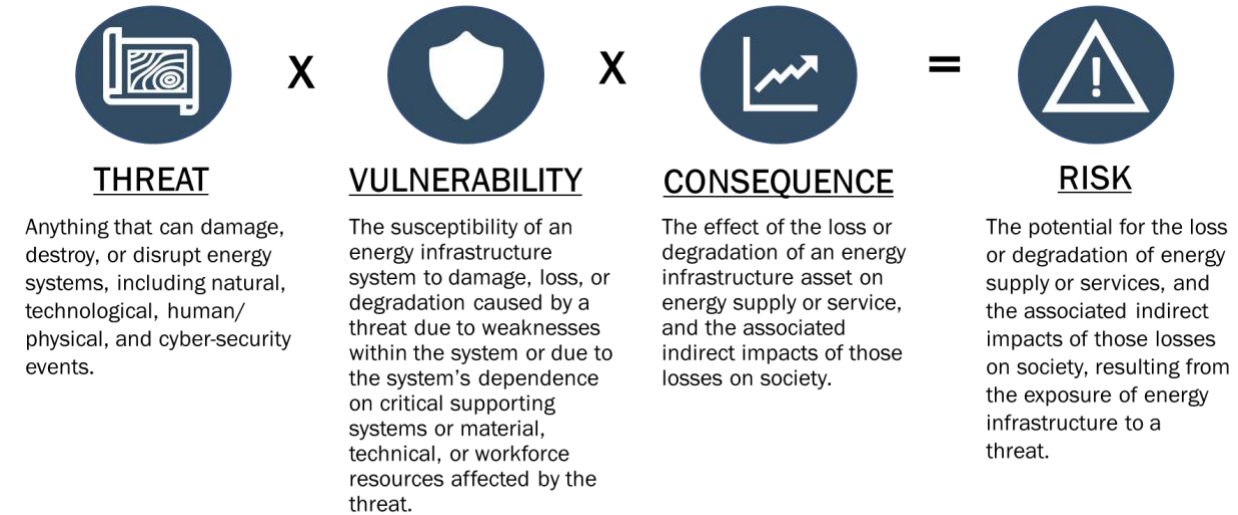 X
X
=
THREAT
Anything that can damage,
destroy, or disrupt energy
systems, including natural,
technological, human/
physical, and cyber-security
events.
VULNERABILITY
The susceptibility of an
energy infrastructure
system to damage, loss, or
degradation caused by a
threat due to weaknesses
within the system or due to
the system's dependence
on critical supporting
systems or material,
technical, or workforce
resources affected by the
threat.
CONSEQUENCE
The effect of the loss or
degradation of an energy
infrastructure asset on
energy supply or service,
and the associated
indirect impacts of those
losses on society.
!
RISK
The potential for the loss
or degradation of energy
supply or services, and
the associated indirect
impacts of those losses
on society, resulting from
the exposure of energy
infrastructure to a
threat.